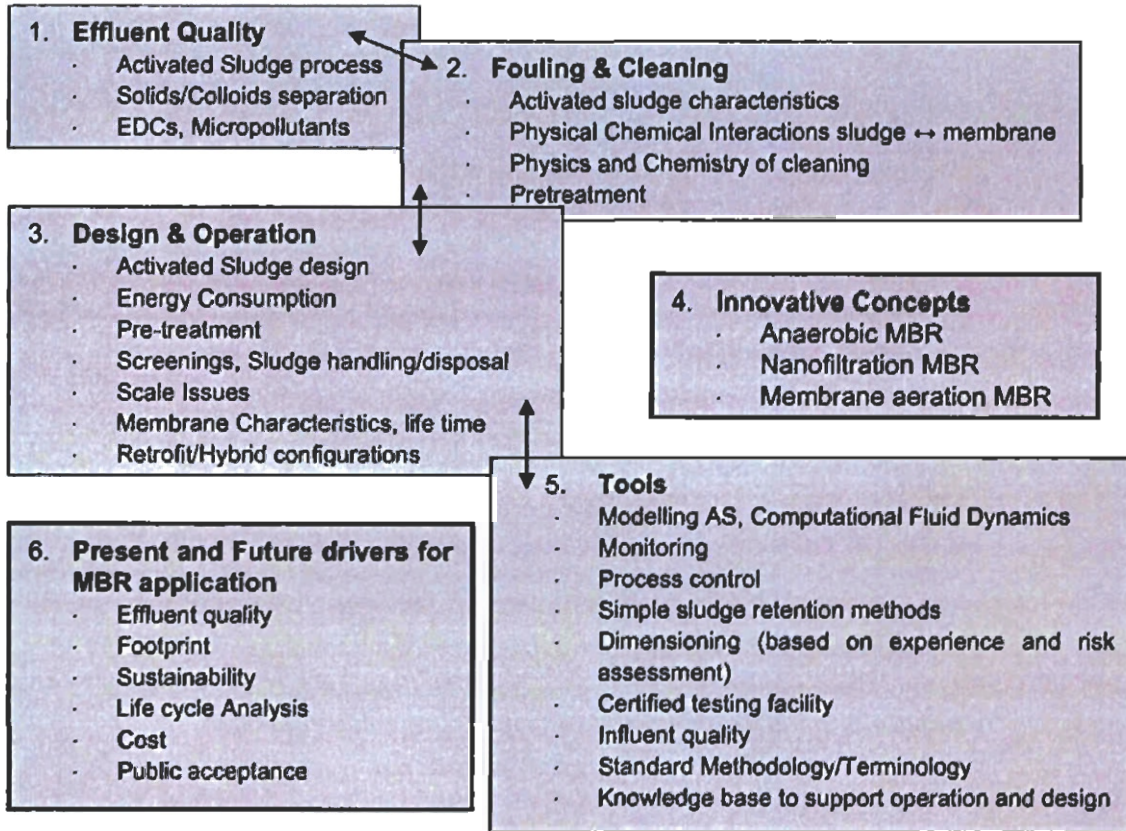 1. Effluent Quality
· Activated Sludge process
· Solids/Colloids separation
· EDCs, Micropollutants
2. Fouling & Cleaning
· Activated sludge characteristics
· Physical Chemical Interactions sludge ↔ membrane
· Physics and Chemistry of cleaning
· Pretreatment
3. Design & Operation
· Activated Sludge design
· Energy Consumption
· Pre-treatment
· Screenings, Sludge handling/disposal
· Scale Issues
· Membrane Characteristics, life time
· Retrofit/Hybrid configurations
4. Innovative Concepts
· Anaerobic MBR
· Nanofiltration MBR
· Membrane aeration MBR
5. Tools
· Modelling AS, Computational Fluid Dynamics
· Monitoring
· Process control
· Simple sludge retention methods
· Dimensioning (based on experience and risk
assessment)
· Certified testing facility
· Influent quality
· Standard Methodology/Terminology
· Knowledge base to support operation and design
6. Present and Future drivers for
MBR application
· Effluent quality
· Footprint
· Sustainability
· Life cycle Analysis
· Cost
· Public acceptance